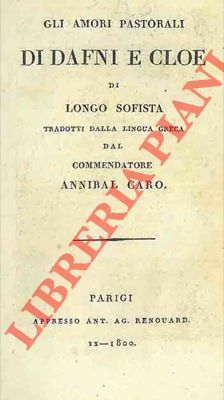 GLI AMORI PASTORALI
DI DAFNI E CLOE
DI
LONGO SOFISTA
TRADOTTI DALLA LINGUA GRECA
DAL
COMMENDATORE
ANNIBAL CARO.
PARIGI
APPRESSO ANT. AG. RENOUARD.
IX—1800.
LIBRERIA PIANI